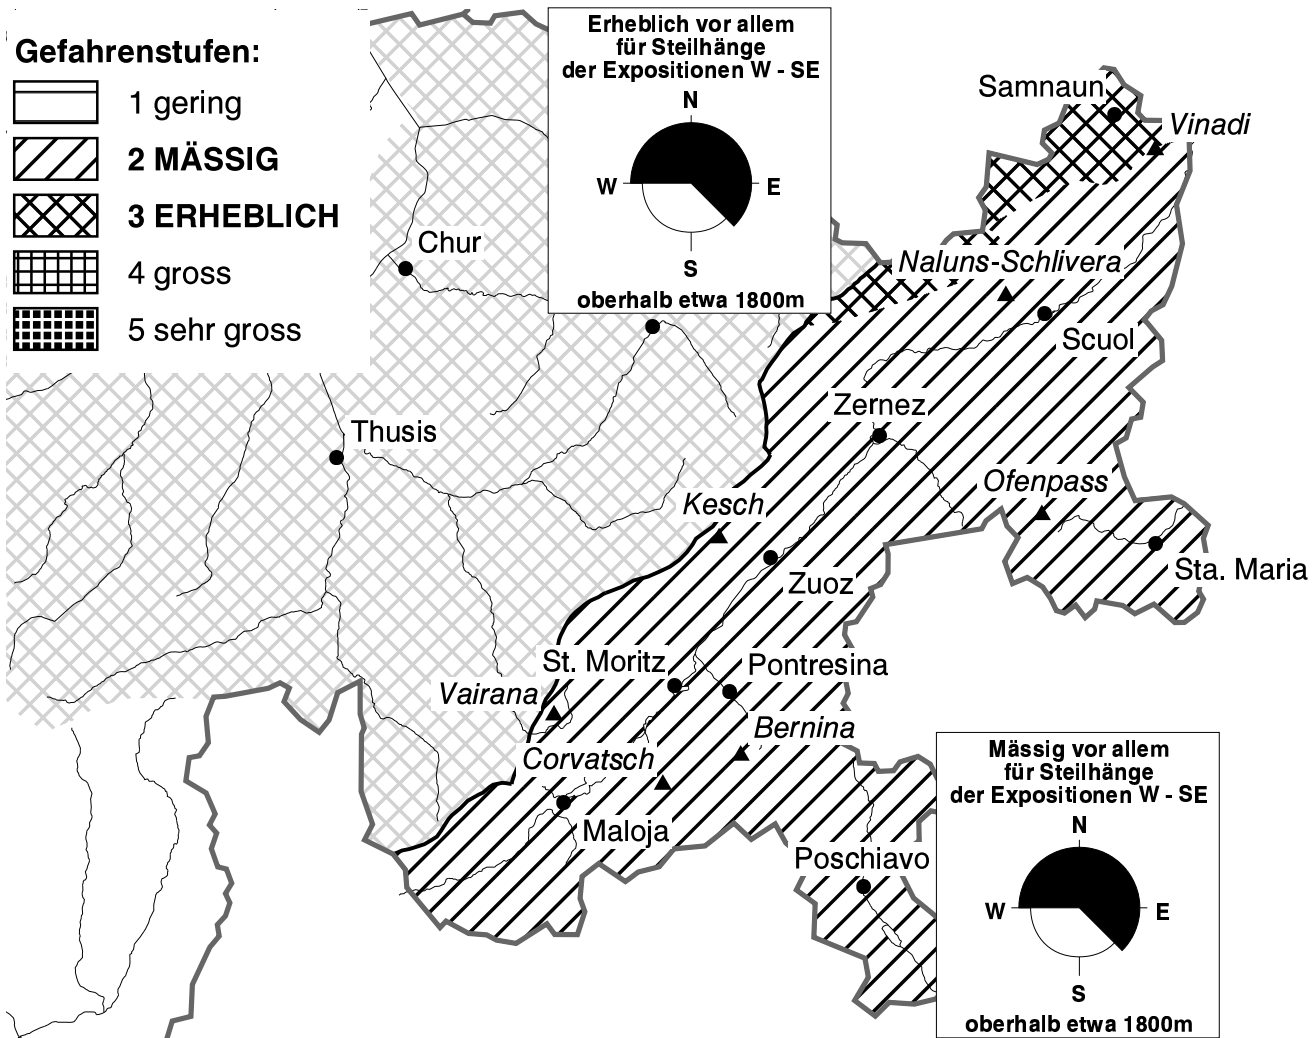 Gefahrenstufen:
1 gering
2 MÄSSIG
3 ERHEBLICH
4 gross
5 sehr gross
Erheblich vor allem
für Steilhänge
der Expositionen W - SE
N
W
E
S
oberhalb etwa 1800m
Samnaun
Vinadi
Chur
Naluns-Schlivera
Scuol
Zernez
Thusis
Ofenpass
Kesch
Sta. Maria
Zuoz
St. Moritz
Pontresina
Vairana
Bernina
Corvatsch
Maloja
Poschiavo
Mässig vor allem
für Steilhänge
der Expositionen W - SE
N
W
E
S
oberhalb etwa 1800m